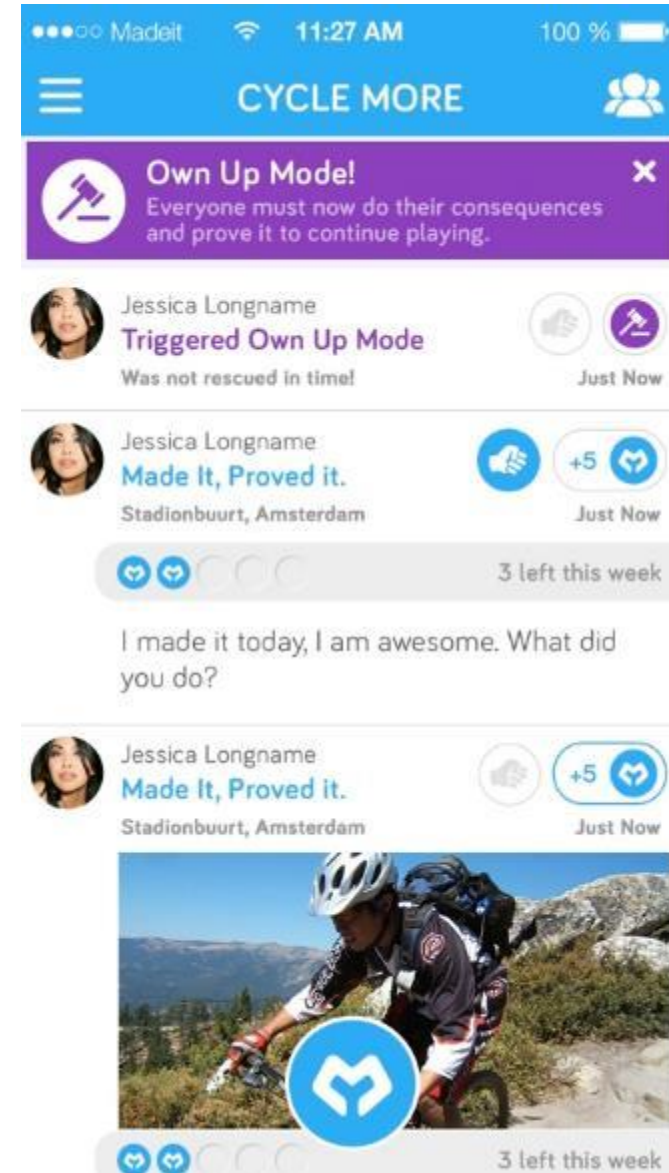 Madeit 11:27 AM 100 %
CYCLE MORE
Own Up Mode!
Everyone must now do their consequences
and prove it to continue playing.
Jessica Longname
Triggered Own Up Mode
Was not rescued in time! Just Now
Jessica Longname
Made It, Proved it. +5
Stadionbuurt, Amsterdam Just Now
3 left this week
I made it today, I am awesome. What did
you do?
Jessica Longname
Made It, Proved it. +5
Stadionbuurt, Amsterdam Just Now
3 left this week